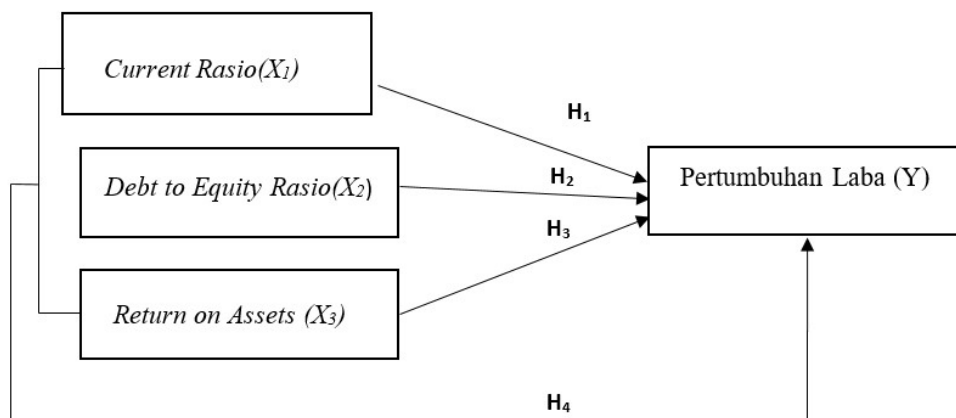 Current Rasio(X₁)
H₁
Debt to Equity Rasio(X₂)
H₂
Pertumbuhan Laba (Y)
H₃
Return on Assets (X₃)
H₄